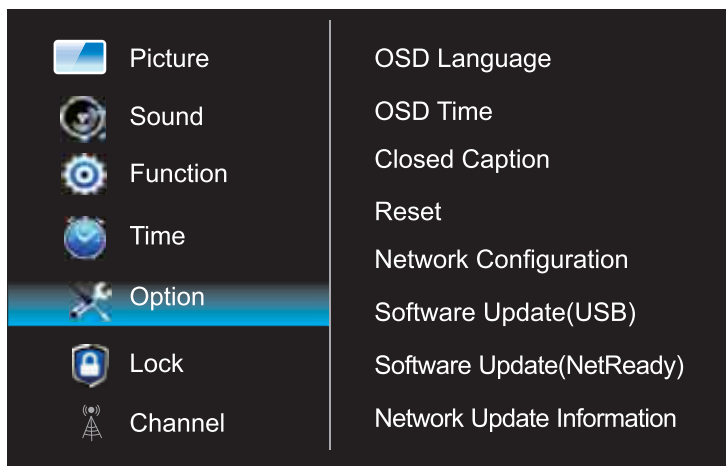 Picture
Sound
Function
Time
Option
Lock
Channel
OSD Language
OSD Time
Closed Caption
Reset
Network Configuration
Software Update(USB)
Software Update(NetReady)
Network Update Information